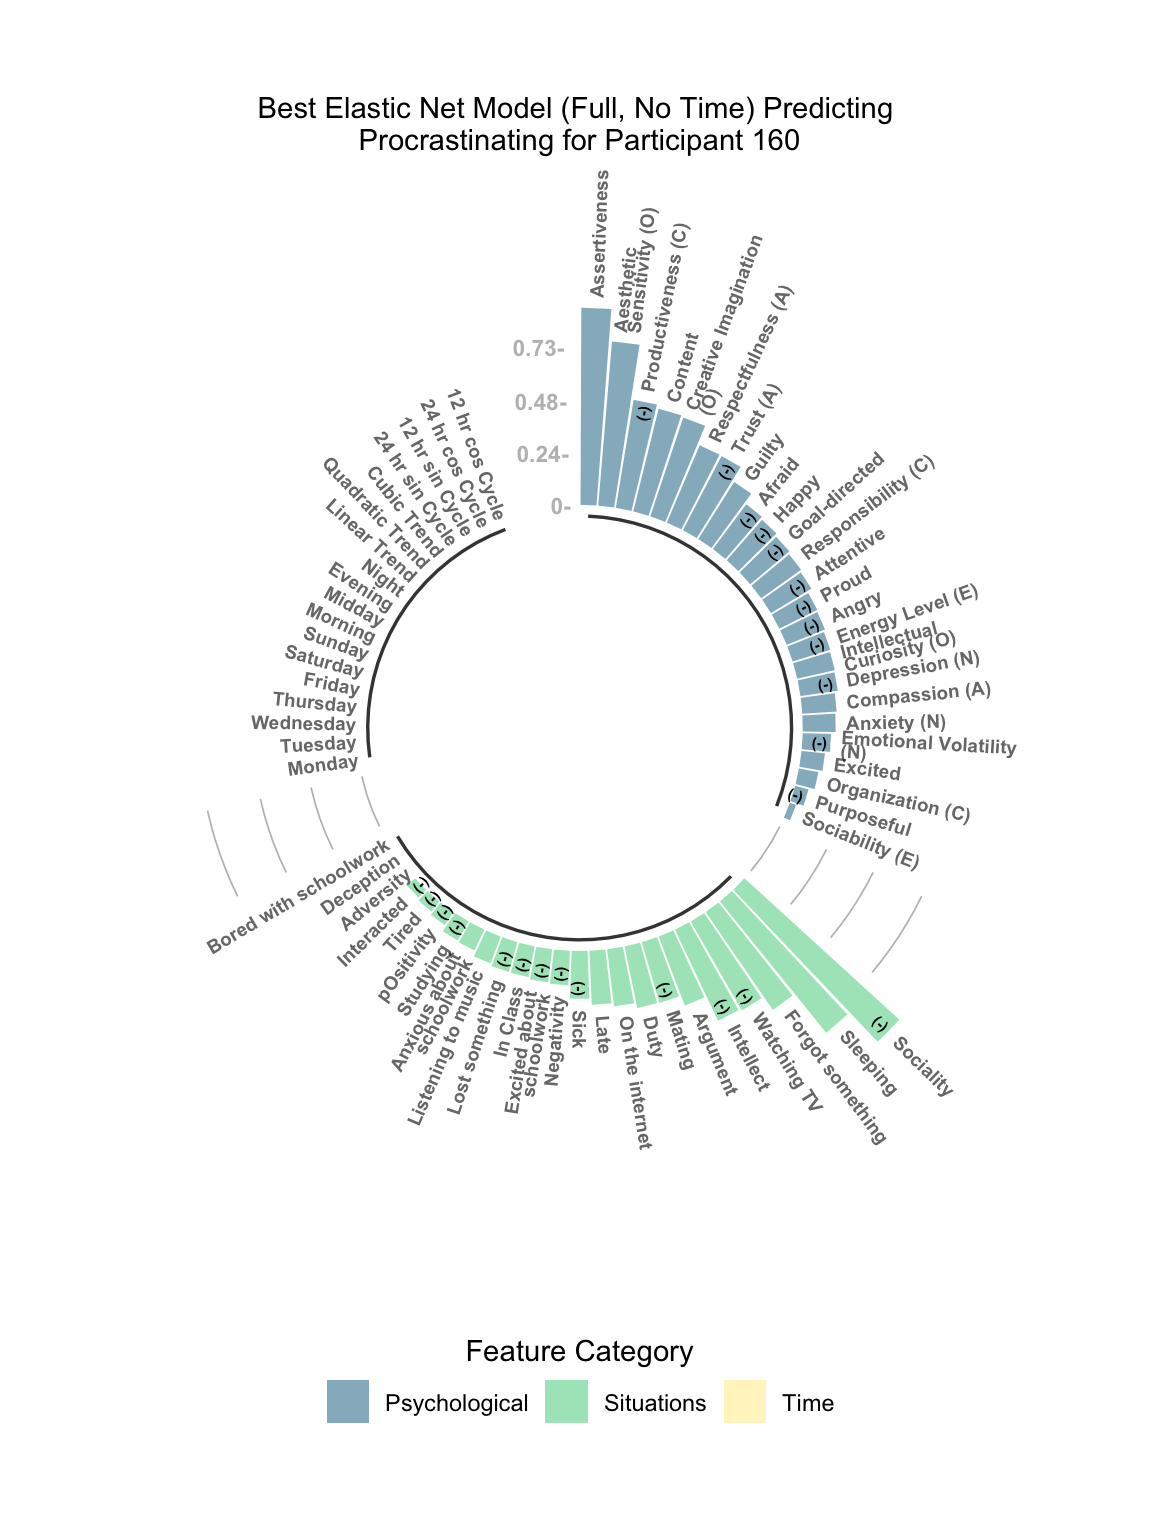 Best Elastic Net Model (Full, No Time) Predicting
Procrastinating for Participant 160
0.73-
0.48-
0.24-
0-
Assertiveness
Aesthetic
Sensitivity (O)
(-)
Productiveness (C)
Content
Creative Imagination
(O)
Respectfulness (A)
(-)
Trust (A)
Guilty
(-)
Afraid
(-)
Happy
(-)
Goal-directed
Responsibility (C)
(-)
Attentive
(-)
Proud
(-)
Angry
(-)
Energy Level (E)
Intellectual
Curiosity (O)
(-)
Depression (N)
Compassion (A)
Anxiety (N)
(-)
Emotional Volatility
(N)
Excited
Organization (C)
(-)
Purposeful
Sociability (E)
(-)
Sociality
Sleeping
Forgot something
(-)
Watching TV
(-)
Intellect
Argument
(-)
Mating
Duty
On the internet
Late
(-)
Sick
(-)
Negativity
(-)
Excited about
schoolwork
(-)
In Class
(-)
Lost something
Listening to music
Anxious about
schoolwork
(-)
Studying
(-)
pOsitivity
(-)
Tired
(-)
Interacted
Adversity
Deception
Bored with schoolwork
Monday
Tuesday
Wednesday
Thursday
Friday
Saturday
Sunday
Morning
Midday
Evening
Night
Linear Trend
Quadratic Trend
Cubic Trend
24 hr sin Cycle
12 hr sin Cycle
24 hr cos Cycle
12 hr cos Cycle
Feature Category
Psychological
Situations
Time